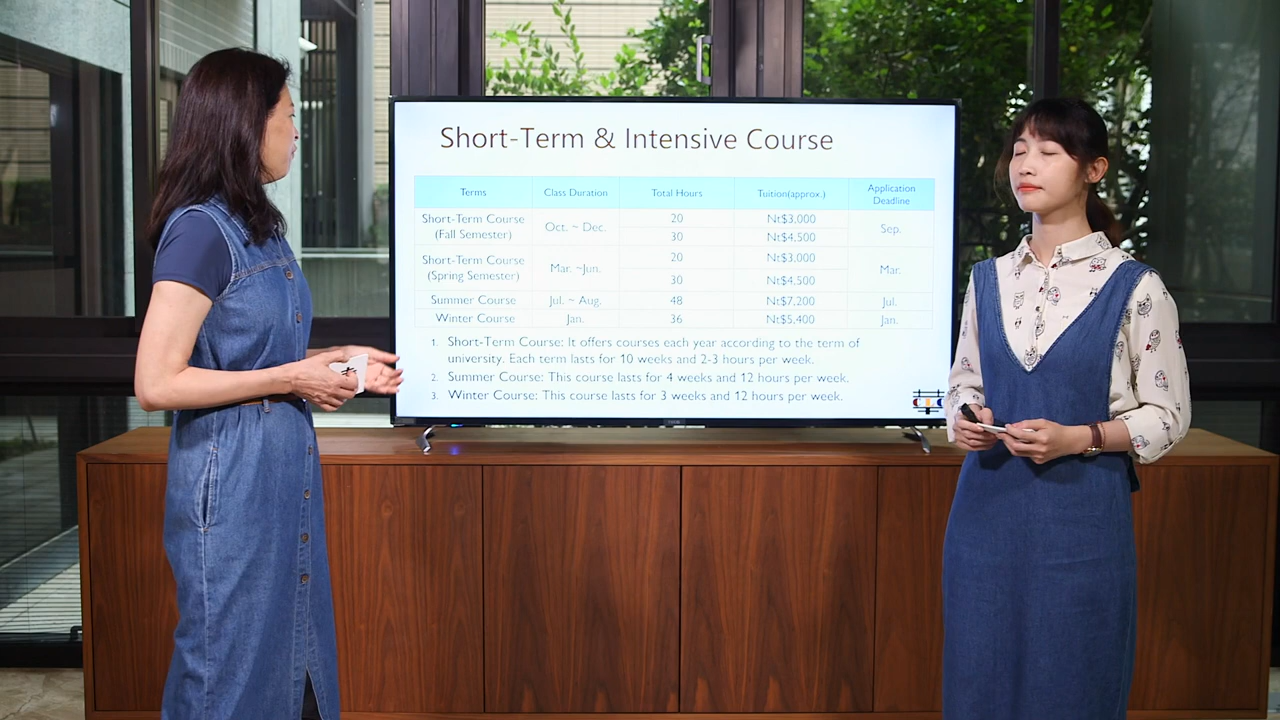 Short-Term & Intensive Course
Terms Class Duration Total Hours Tuition(approx.) Application Deadline
Short-Term Course (Fall Semester) Oct. ~ Dec. 20 Nt$3,000 Sep.
30 Nt$4,500
Short-Term Course (Spring Semester) Mar. ~Jun. 20 Nt$3,000 Mar.
30 Nt$4,500
Summer Course Jul. ~ Aug. 48 Nt$7,200 Jul.
Winter Course Jan. 36 Nt$5,400 Jan.
1. Short-Term Course: It offers courses each year according to the term of
university. Each term lasts for 10 weeks and 2-3 hours per week.
2. Summer Course: This course lasts for 4 weeks and 12 hours per week.
3. Winter Course: This course lasts for 3 weeks and 12 hours per week.
CLC